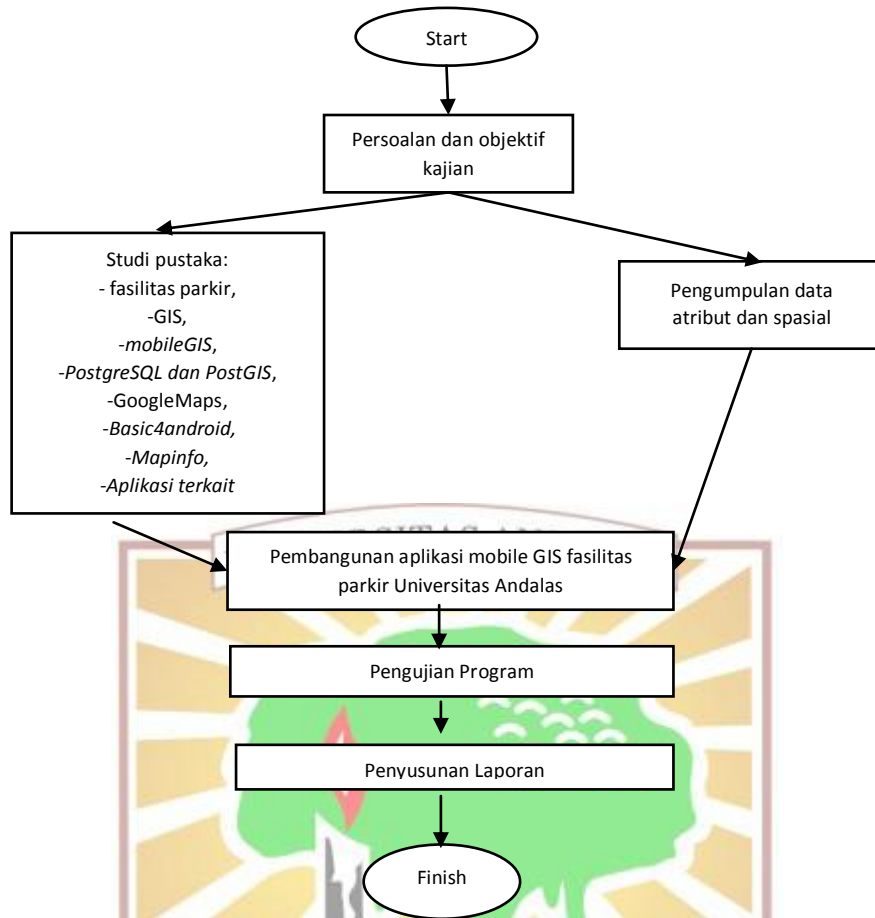 Start
Persoalan dan objektif
kajian
Studi pustaka:
- fasilitas parkir,
-GIS,
-mobileGIS,
-PostgreSQL dan PostGIS,
-GoogleMaps,
-Basic4android,
-Mapinfo,
-Aplikasi terkait
Pengumpulan data
atribut dan spasial
Pembangunan aplikasi mobile GIS fasilitas
parkir Universitas Andalas
Pengujian Program
Penyusunan Laporan
Finish